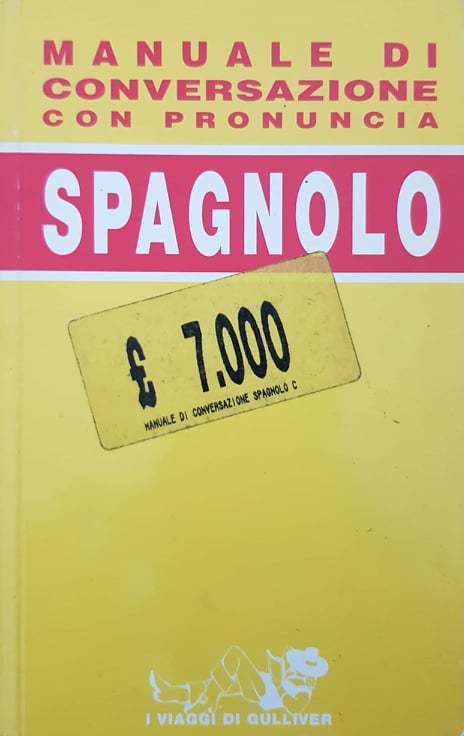 MANUALE DI
CONVERSAZIONE
CON PRONUNCIA
SPAGNOLO
£ 7.000
MANUALE DI CONVERSAZIONE SPAGNOLO C
I VIAGGI DI GULLIVER